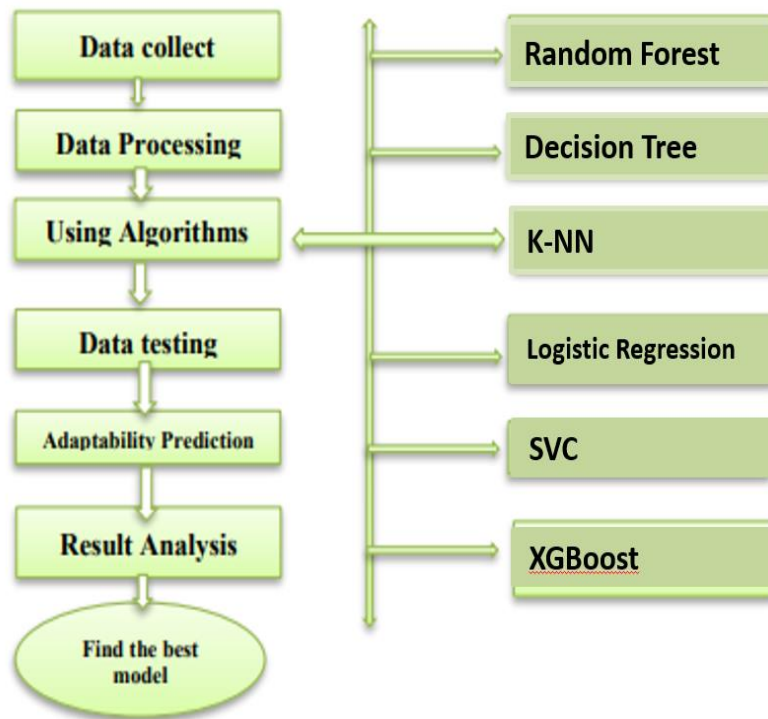 Data collect
Data Processing
Using Algorithms
Data testing
Adaptability Prediction
Result Analysis
Find the best
model
Random Forest
Decision Tree
K-NN
Logistic Regression
SVC
XGBoost